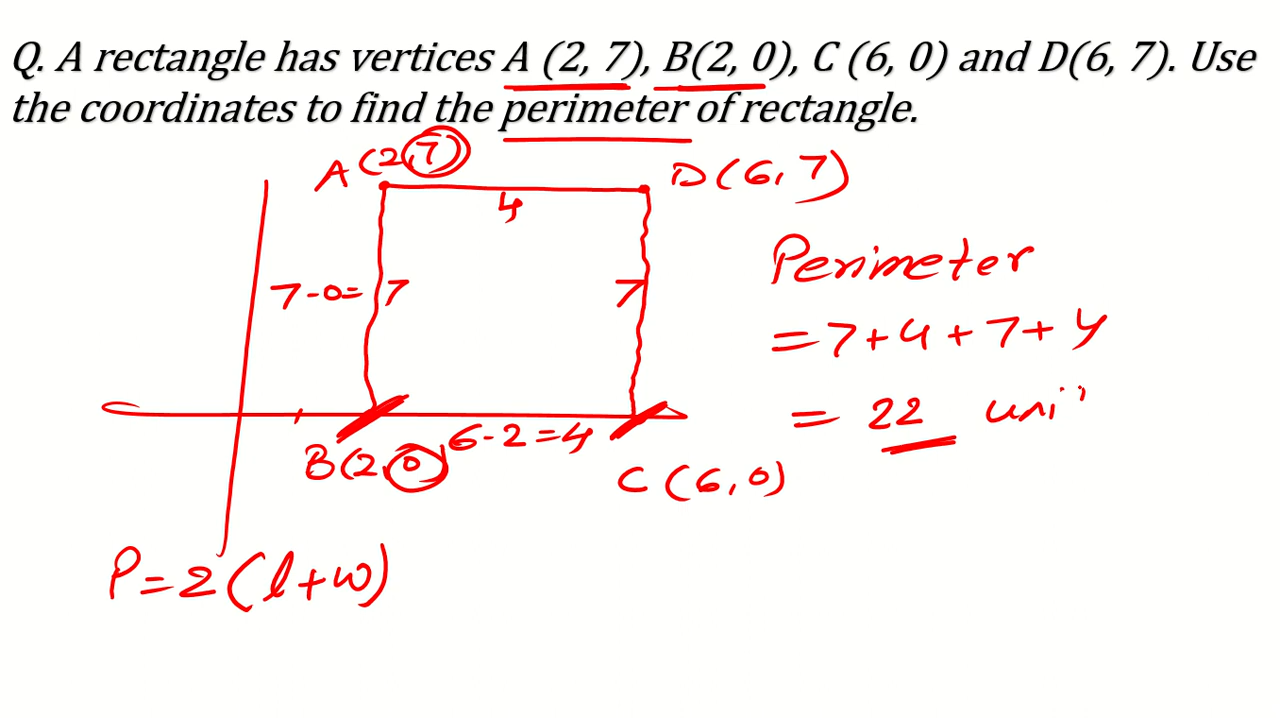 Q. A rectangle has vertices A (2, 7), B(2, 0), C (6, 0) and D(6, 7). Use
the coordinates to find the perimeter of rectangle.
A (2,7)
D(6,7)
4
Perimeter
7-0= 7
7
=7+4+7+4
= 22 uni
6-2=4
B(2,0)
C (6,0)
P=2(l+w)